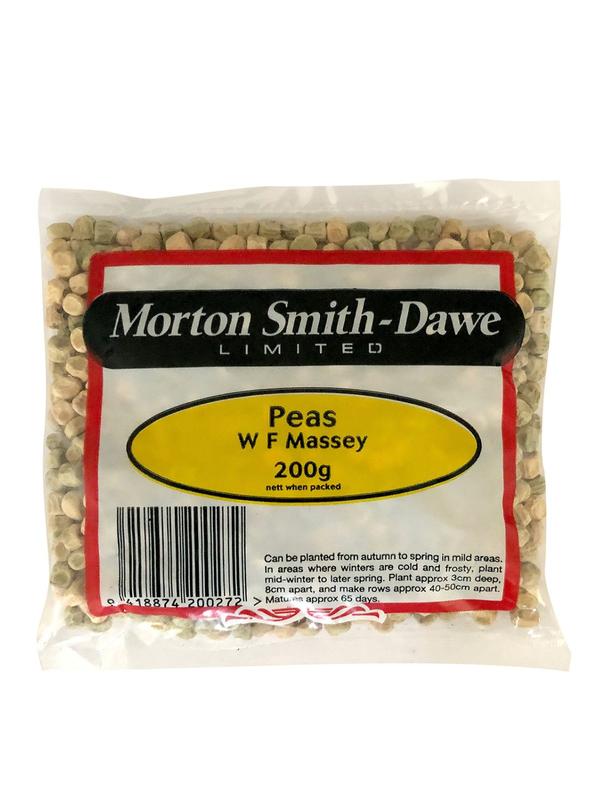 Morton Smith-Dawe
LIMITED
Peas
W F Massey
200g
nett when packed
Can be planted from autumn to spring in mild areas.
In areas where winters are cold and frosty, plant
mid-winter to later spring. Plant approx 3cm deep,
8cm apart, and make rows approx 40-50cm apart.
Matures approx 65 days.
9 418874 200272 >